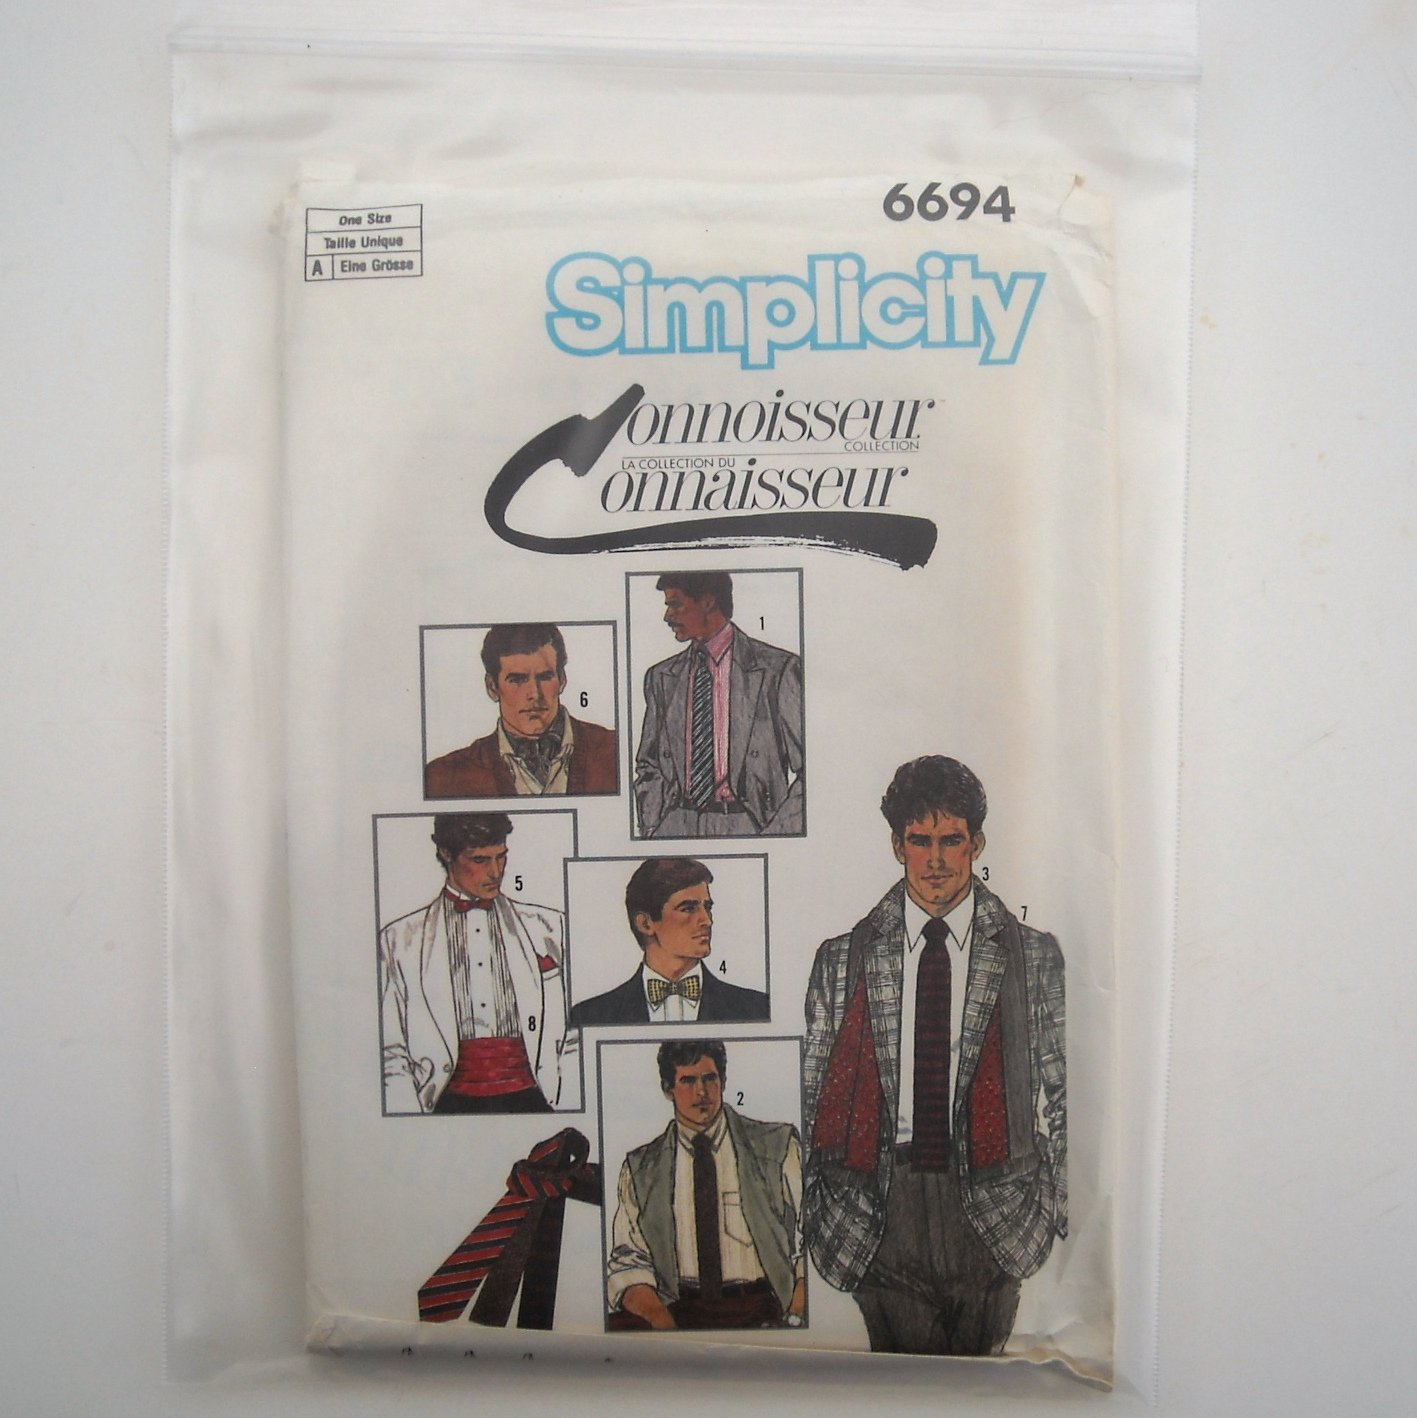 6694
One Size
Taille Unique
A Eine Grösse
Simplicity
Connoisseur™
COLLECTION
LA COLLECTION DU
Connaisseur
1
6
5
3
7
4
8
2